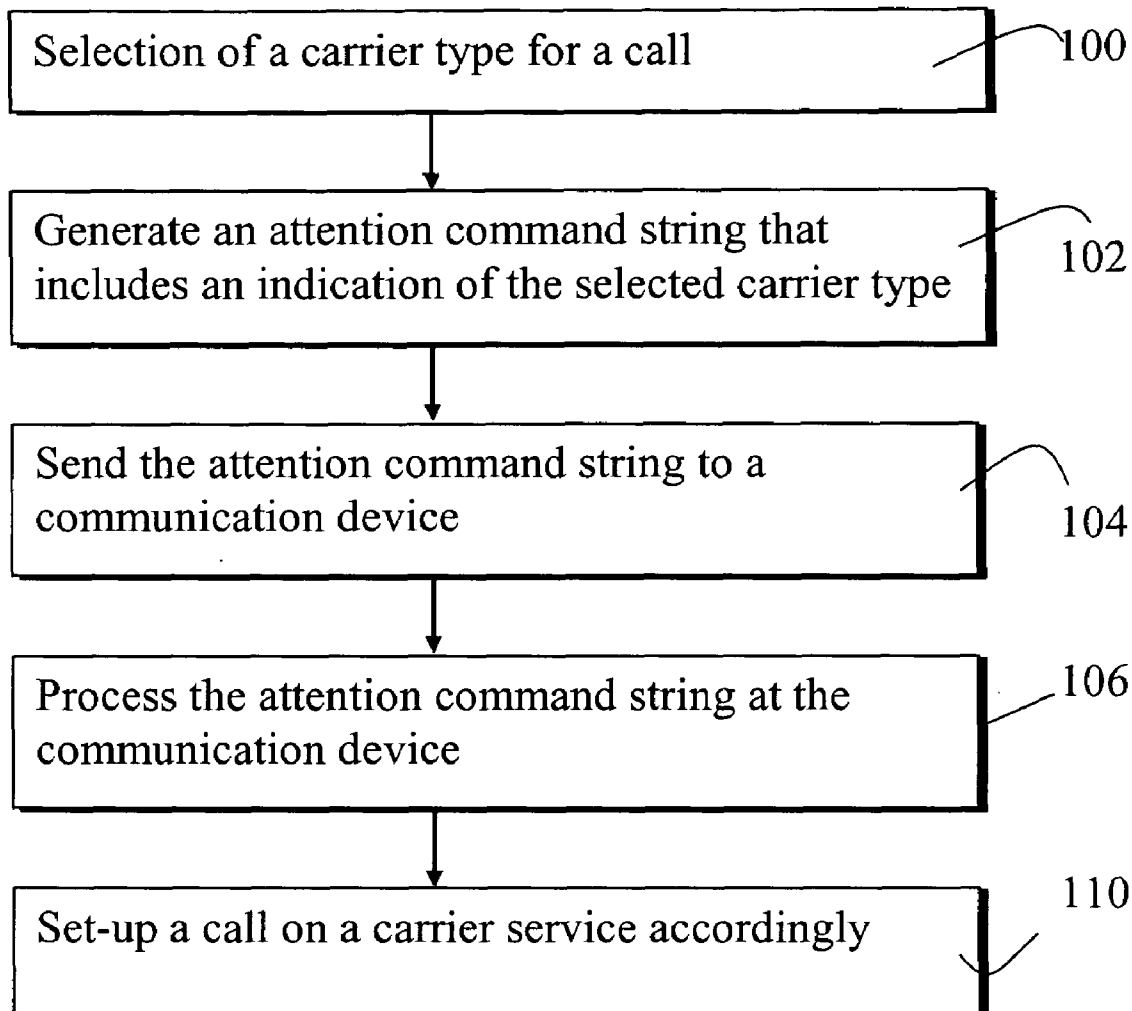 Selection of a carrier type for a call
100
Generate an attention command string that
includes an indication of the selected carrier type
102
Send the attention command string to a
communication device
104
Process the attention command string at the
communication device
106
Set-up a call on a carrier service accordingly
110